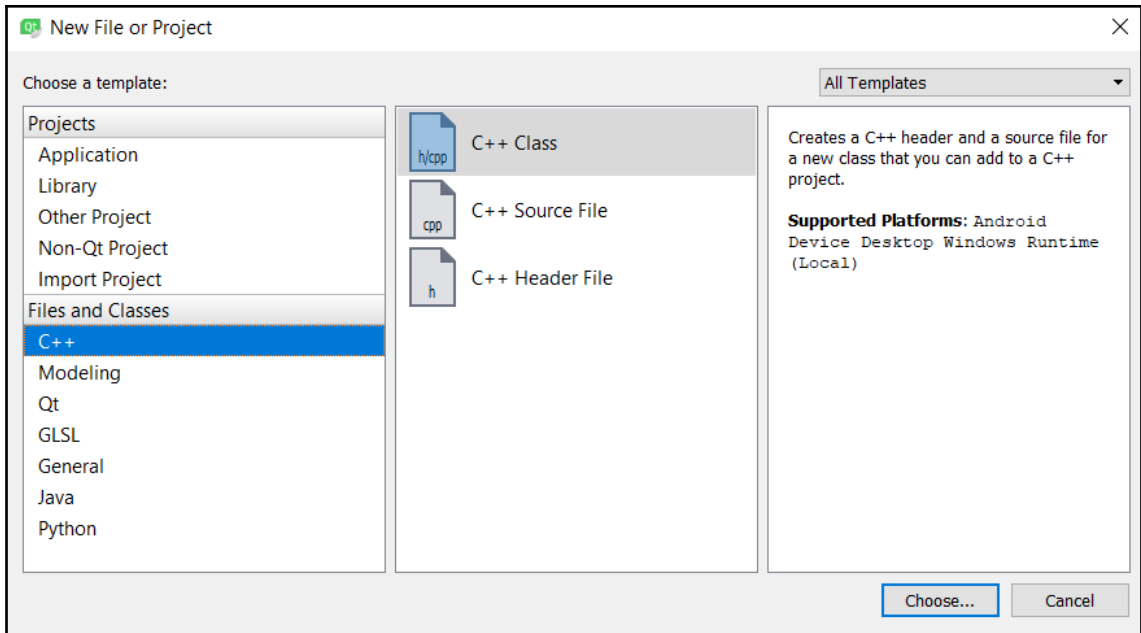 Qt New File or Project
Choose a template:
All Templates
Projects
Application
Library
Other Project
Non-Qt Project
Import Project
Files and Classes
C++
Modeling
Qt
GLSL
General
Java
Python
h/cpp C++ Class
cpp C++ Source File
h C++ Header File
Creates a C++ header and a source file for
a new class that you can add to a C++
project.
Supported Platforms: Android
Device Desktop Windows Runtime
(Local)
Choose...
Cancel